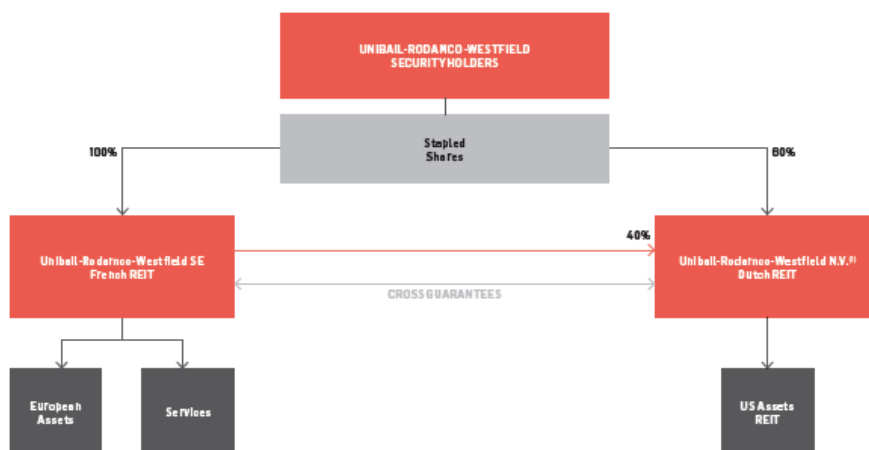 UNIBAIL-RODAMCO-WESTFIELD
SECURITYHOLDERS
Stapled
Shares
100%
60%
40%
Unibail-Rodamco-Westfield SE
French REIT
Unibail-Rodamco-Westfield N.V.
Dutch REIT
CROSS GUARANTEES
European
Assets
Services
US Assets
REIT